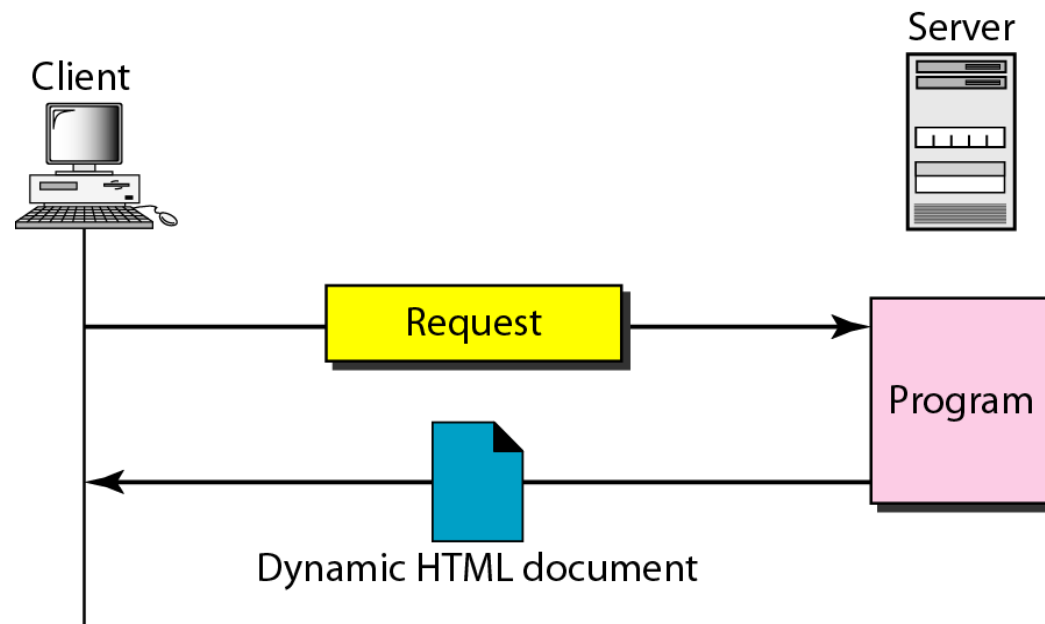 Server
Client
Request
Program
Dynamic HTML document